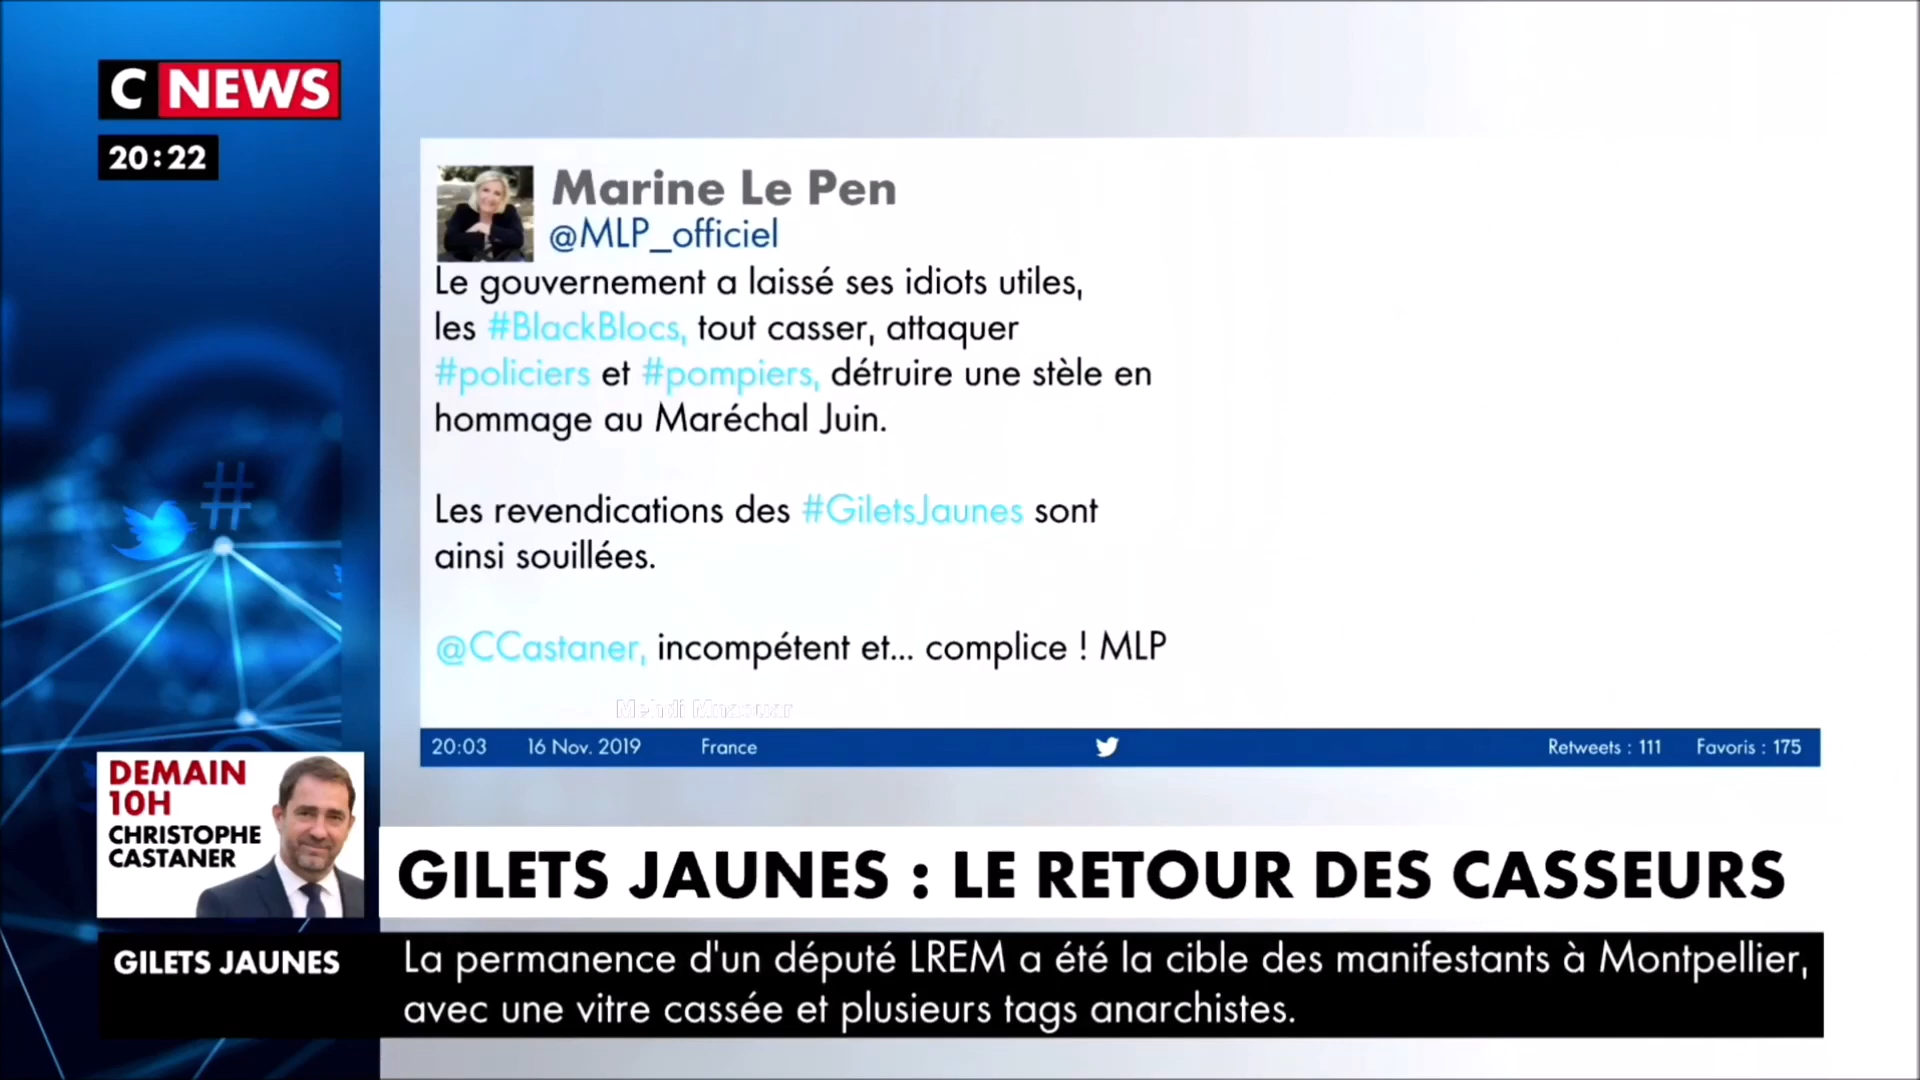 C NEWS
20:22
Marine Le Pen
@MLP_officiel
Le gouvernement a laissé ses idiots utiles,
les #BlackBlocs, tout casser, attaquer
#policiers et #pompiers, détruire une stèle en
hommage au Maréchal Juin.
Les revendications des #GiletsJaunes sont
ainsi souillées.
@CCastaner, incompétent et... complice ! MLP
Mehdi
20:03 16 Nov. 2019 France Retweets : 111 Favoris : 175
#
DEMAIN
10H
CHRISTOPHE
CASTANER
GILETS JAUNES : LE RETOUR DES CASSEURS
GILETS JAUNES
La permanence d'un député LREM a été la cible des manifestants à Montpellier,
avec une vitre cassée et plusieurs tags anarchistes.